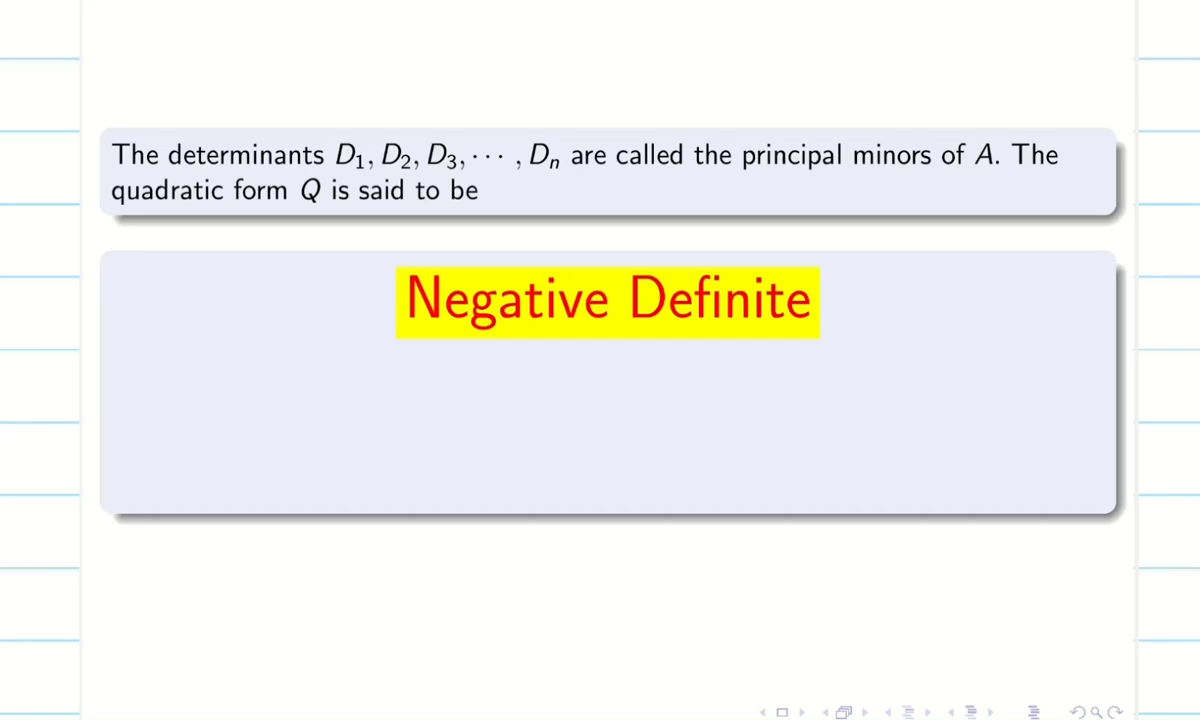 The determinants D₁, D₂, D₃, ⋯ , Dₙ are called the principal minors of A. The
quadratic form Q is said to be
Negative Definite